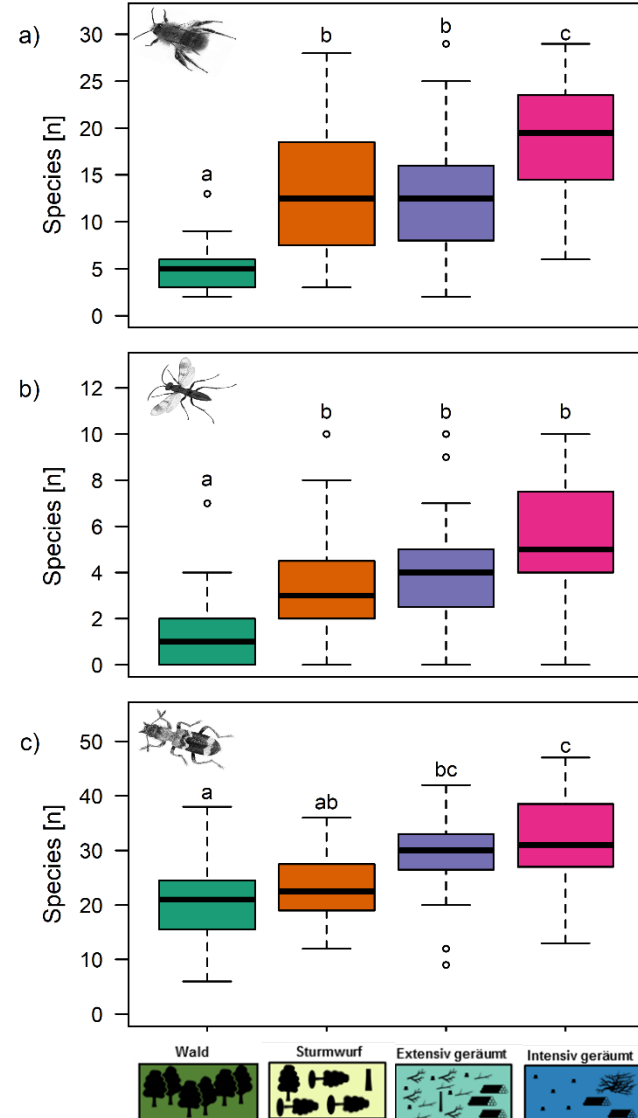 a)
Species [n]
30
25
20
15
10
5
0
a
b
b
c
b)
Species [n]
12
10
8
6
4
2
0
a
b
b
b
c)
Species [n]
50
40
30
20
10
0
a
ab
bc
c
Wald
Sturmwurf
Extensiv geräumt
Intensiv geräumt